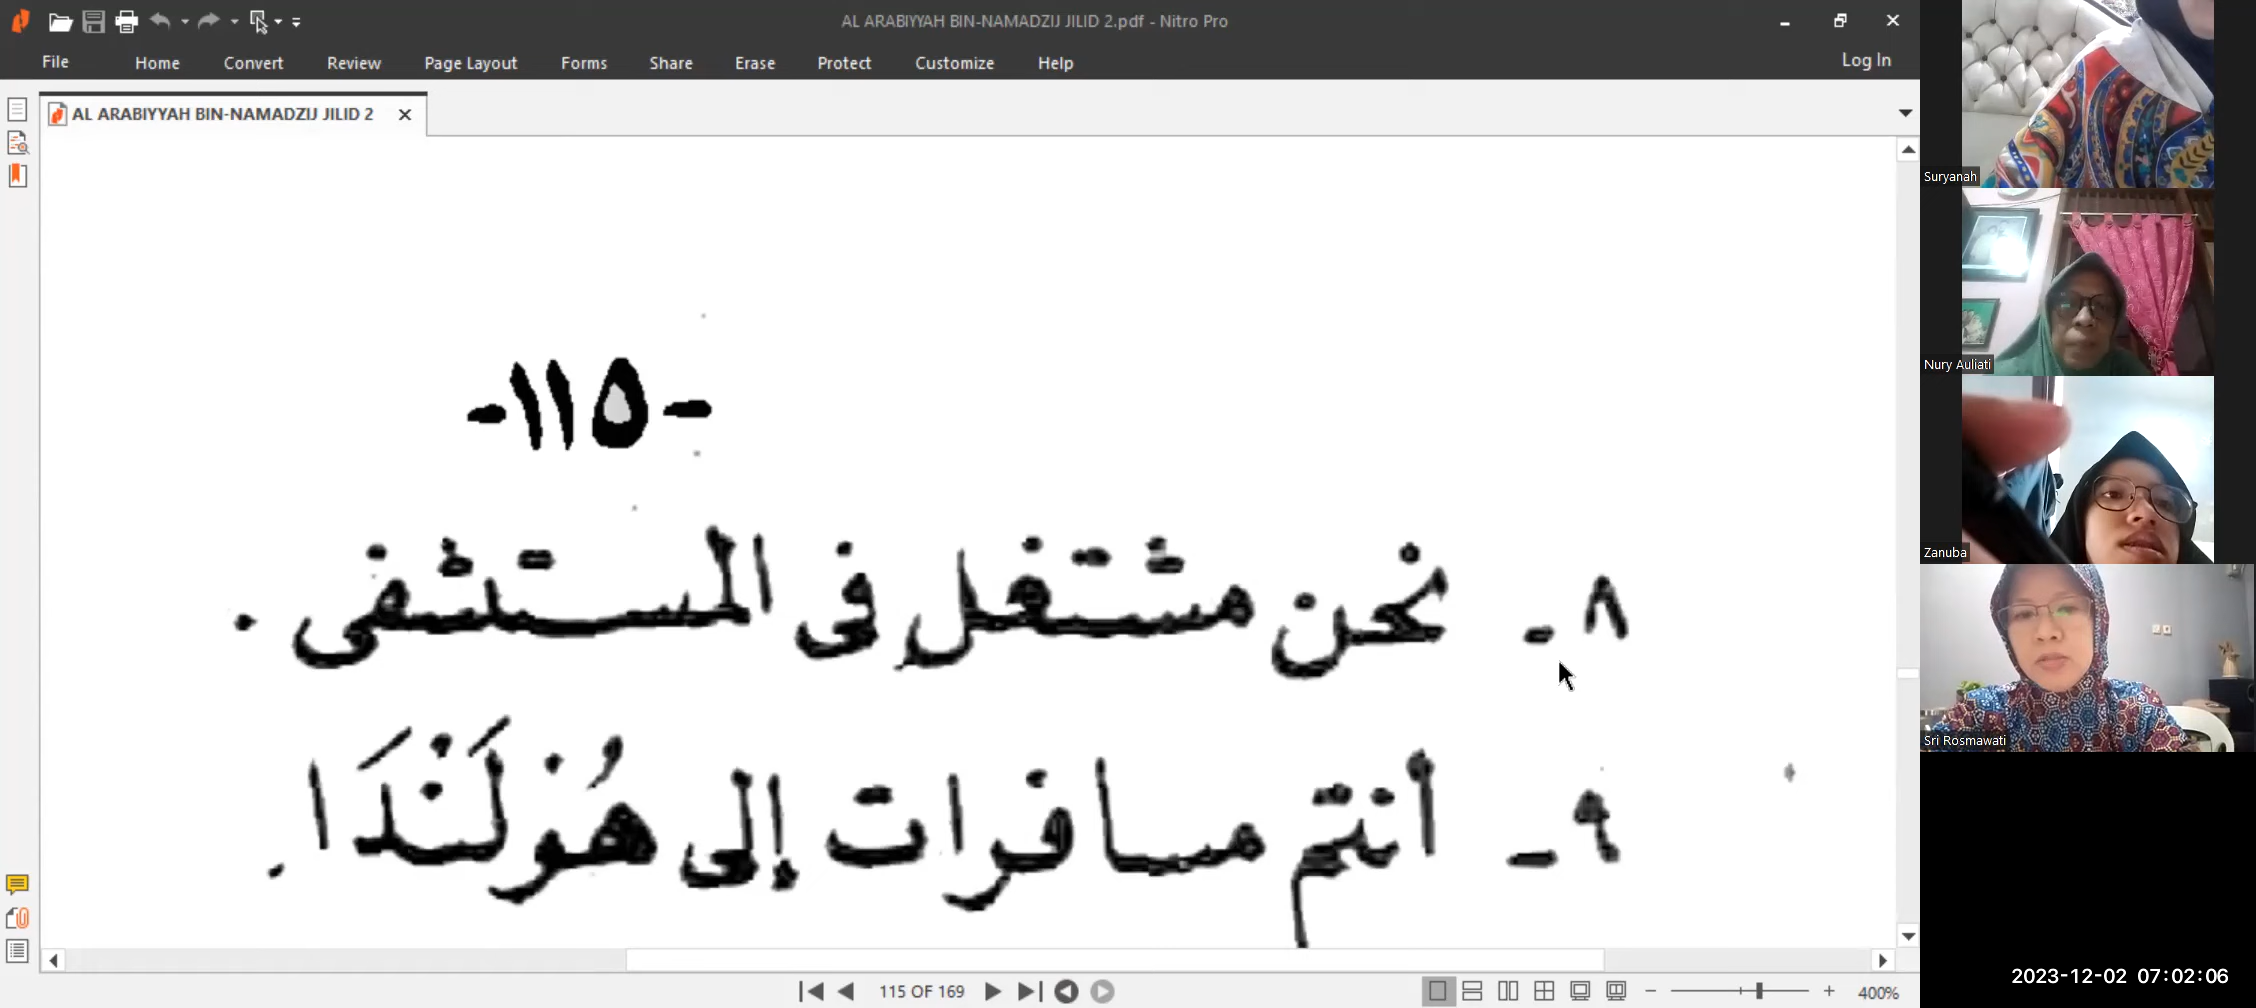 AL ARABIYYAH BIN-NAMADZIJ JILID 2.pdf - Nitro Pro
File Home Convert Review Page Layout Forms Share Erase Protect Customize Help Log In
AL ARABIYYAH BIN-NAMADZIJ JILID 2
-١١٥-
٨ - نحن مشتغل فى المستشفى .
٩ - أنتم مسافرات إلى هُوْلَنْدَا .
115 OF 169
400%
Suryanah
Nury Auliati
Zanuba
Sri Rosmawati
2023-12-02 07:02:06